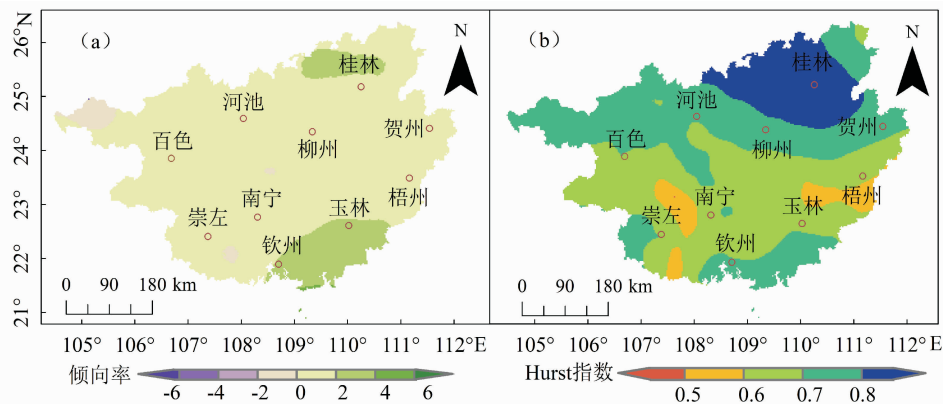 26°N
25°
24°
23°
22°
21°
(a)
N
桂林
河池
贺州
百色
柳州
梧州
南宁
崇左
玉林
钦州
0 90 180 km
105° 106° 107° 108° 109° 110° 111° 112°E
倾向率
-6 -4 -2 0 2 4 6
(b)
N
桂林
河池
贺州
百色
柳州
梧州
南宁
崇左
玉林
钦州
0 90 180 km
105° 106° 107° 108° 109° 110° 111° 112°E
Hurst指数
0.5 0.6 0.7 0.8